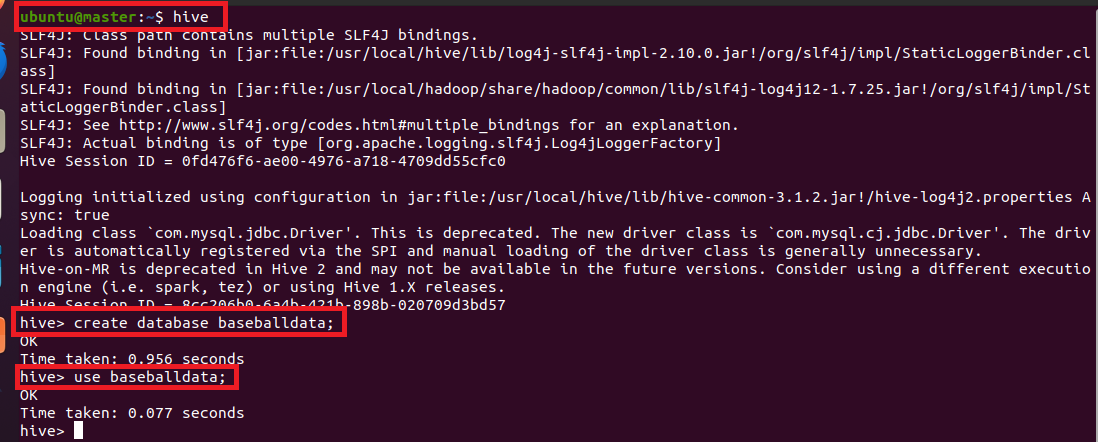 ubuntu@master:~$ hive
SLF4J: Class path contains multiple SLF4J bindings.
SLF4J: Found binding in [jar:file:/usr/local/hive/lib/log4j-slf4j-impl-2.10.0.jar!/org/slf4j/impl/StaticLoggerBinder.cl
ass]
SLF4J: Found binding in [jar:file:/usr/local/hadoop/share/hadoop/common/lib/slf4j-log4j12-1.7.25.jar!/org/slf4j/impl/St
aticLoggerBinder.class]
SLF4J: See http://www.slf4j.org/codes.html#multiple_bindings for an explanation.
SLF4J: Actual binding is of type [org.apache.logging.slf4j.Log4jLoggerFactory]
Hive Session ID = 0fd476f6-ae00-4976-a718-4709dd55cfc0
Logging initialized using configuration in jar:file:/usr/local/hive/lib/hive-common-3.1.2.jar!/hive-log4j2.properties A
sync: true
Loading class `com.mysql.jdbc.Driver'. This is deprecated. The new driver class is `com.mysql.cj.jdbc.Driver'. The driv
er is automatically registered via the SPI and manual loading of the driver class is generally unnecessary.
Hive-on-MR is deprecated in Hive 2 and may not be available in the future versions. Consider using a different executio
n engine (i.e. spark, tez) or using Hive 1.X releases.
Hive Session ID = 8cc206b0-6a4b-421b-898b-020709d3bd57
hive> create database baseballdata;
OK
Time taken: 0.956 seconds
hive> use baseballdata;
OK
Time taken: 0.077 seconds
hive>